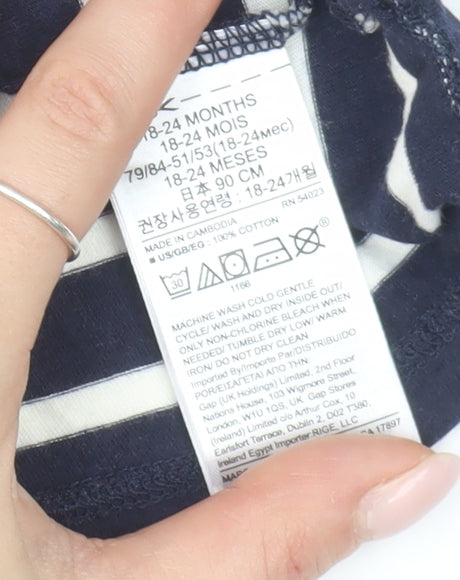 18-24 MONTHS
18-24 MOIS
79/84-51/53(18-24мес)
18-24 MESES
日本 90 CM
권장사용연령: 18-24개월
MADE IN CAMBODIA RN 54023
■ US/GB/EG: 100% COTTON
30 ®
1166
MACHINE WASH COLD GENTLE
CYCLE/ WASH AND DRY INSIDE OUT/
ONLY NON-CHLORINE BLEACH WHEN
NEEDED/ TUMBLE DRY LOW/ WARM
IRON/ DO NOT DRY CLEAN
Imported By/Importe Par/DISTRIBUIDO
POR/ΕΙΣΑΓΕΤΑΙ ΑΠΟ ΤΗΝ
Gap (UK Holdings) Limited, 2nd Floor
Nations House, 103 Wigmore Street,
London, W1U 1QS, UK Gap Stores
(Ireland) Limited c/o Arthur Cox, 10
Earlsfort Terrace, Dublin 2, D02 T380,
Ireland Egypt Importer RIGE, LLC
CA 17897